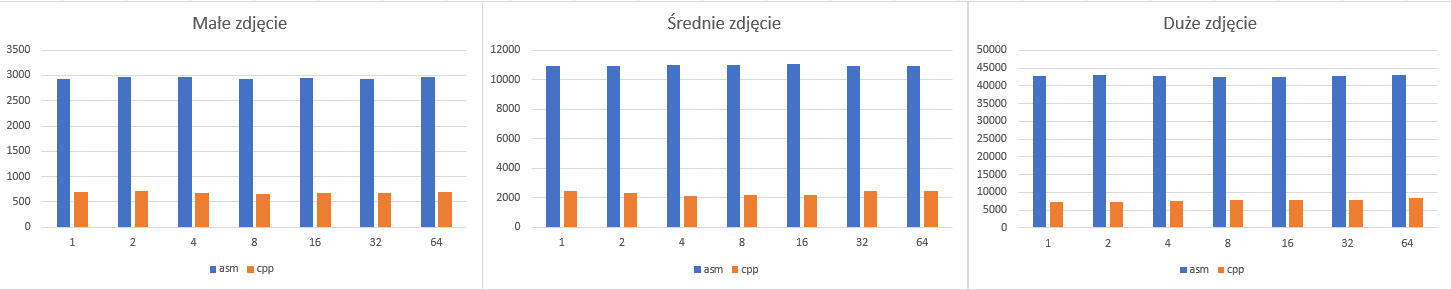 Małe zdjęcie
3500
3000
2500
2000
1500
1000
500
0
1 2 4 8 16 32 64
asm cpp
Średnie zdjęcie
12000
10000
8000
6000
4000
2000
0
1 2 4 8 16 32 64
asm cpp
Duże zdjęcie
50000
45000
40000
35000
30000
25000
20000
15000
10000
5000
0
1 2 4 8 16 32 64
asm cpp